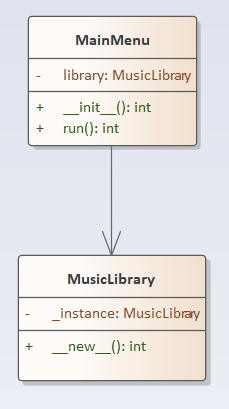 MainMenu
- library: MusicLibrary
+ __init__(): int
+ run(): int
MusicLibrary
- _instance: MusicLibrary
+ __new__(): int